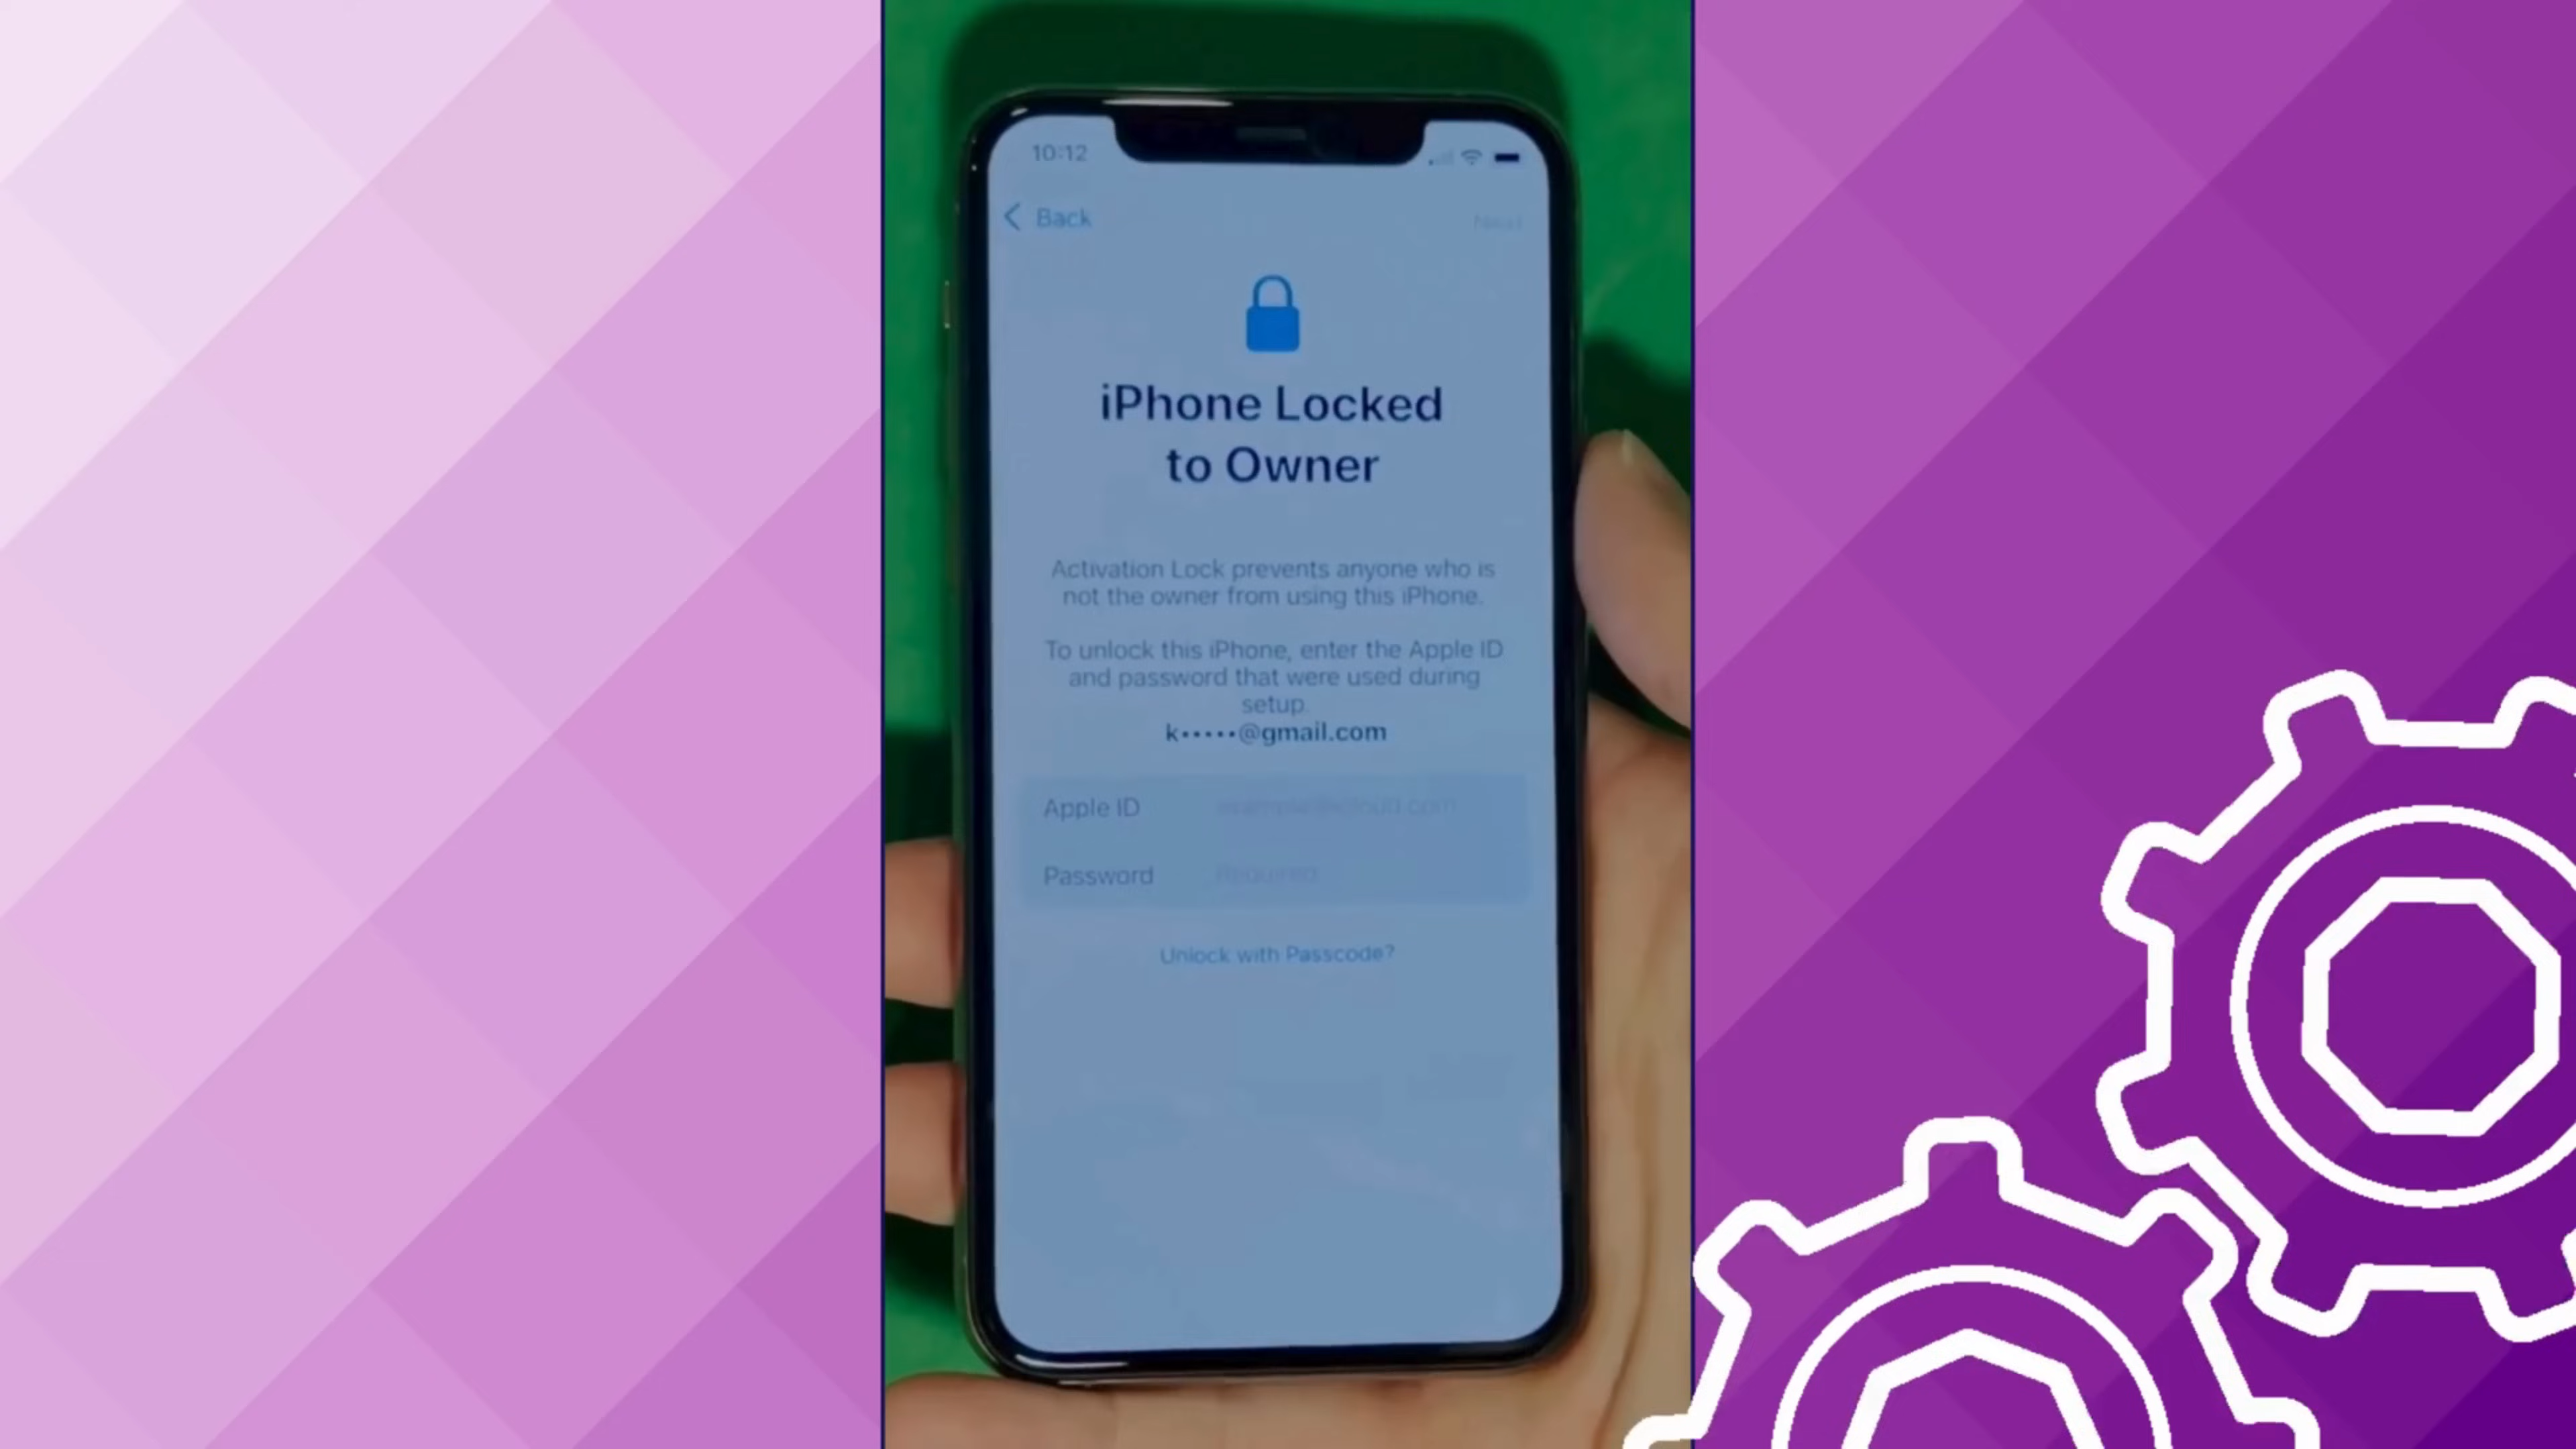 10:12
Back
iPhone Locked
to Owner
Activation Lock prevents anyone who is
not the owner from using this iPhone.
To unlock this iPhone, enter the Apple ID
and password that were used during
setup.
k•••••@gmail.com
Apple ID
Password
Unlock with Passcode?